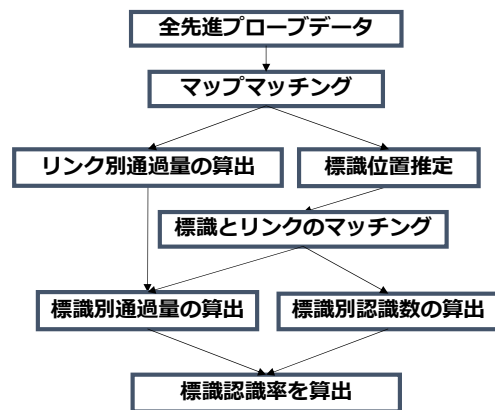 全先進プローブデータ
マップマッチング
リンク別通過量の算出
標識位置推定
標識とリンクのマッチング
標識別通過量の算出
標識別認識数の算出
標識認識率を算出